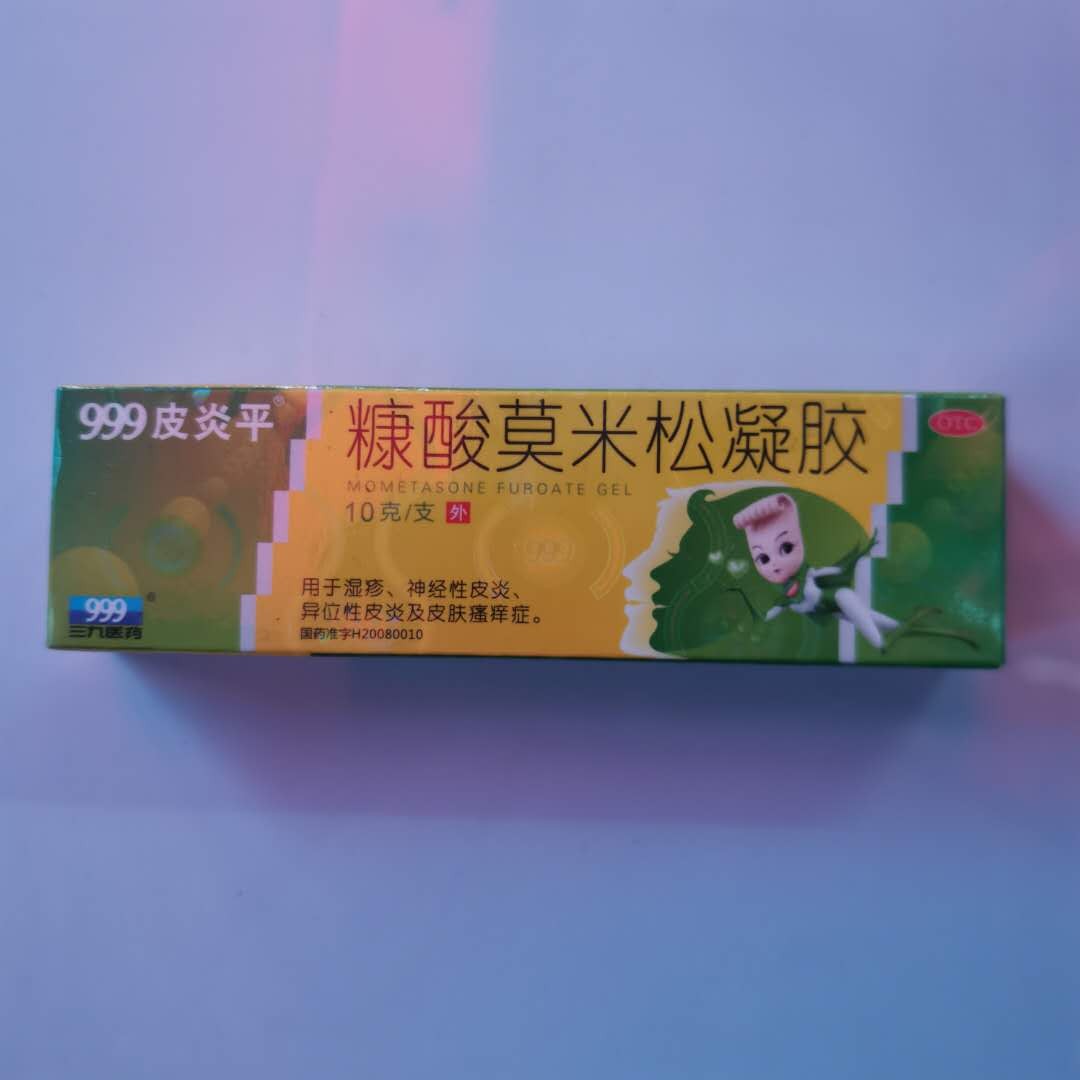 999皮炎平®
糠酸莫米松凝胶
OTC
MOMETASONE FUROATE GEL
10克/支 外
999
用于湿疹、神经性皮炎、
异位性皮炎及皮肤瘙痒症。
国药准字H20080010
999®
三九医药